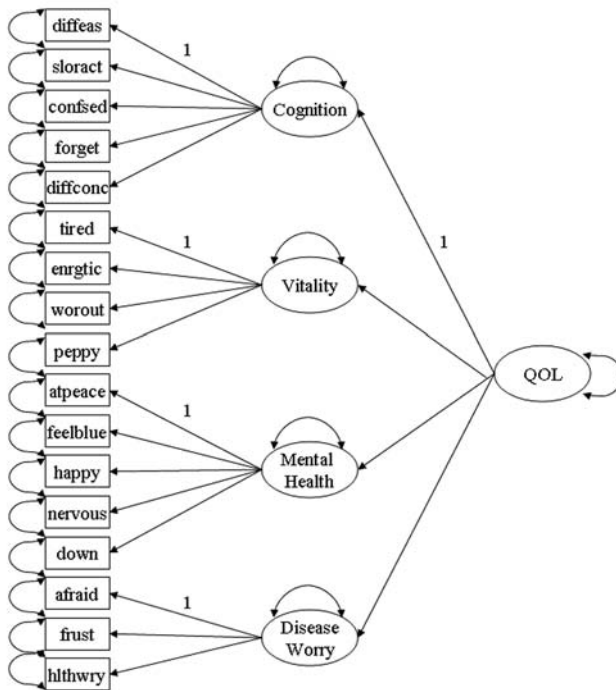 diffeas
1
sloract
confsed
Cognition
forget
diffconc
tired
1
1
enrgtic
Vitality
worout
peppy
QOL
atpeace
1
feelblue
Mental
Health
happy
nervous
down
afraid
1
frust
Disease
Worry
hlthwry